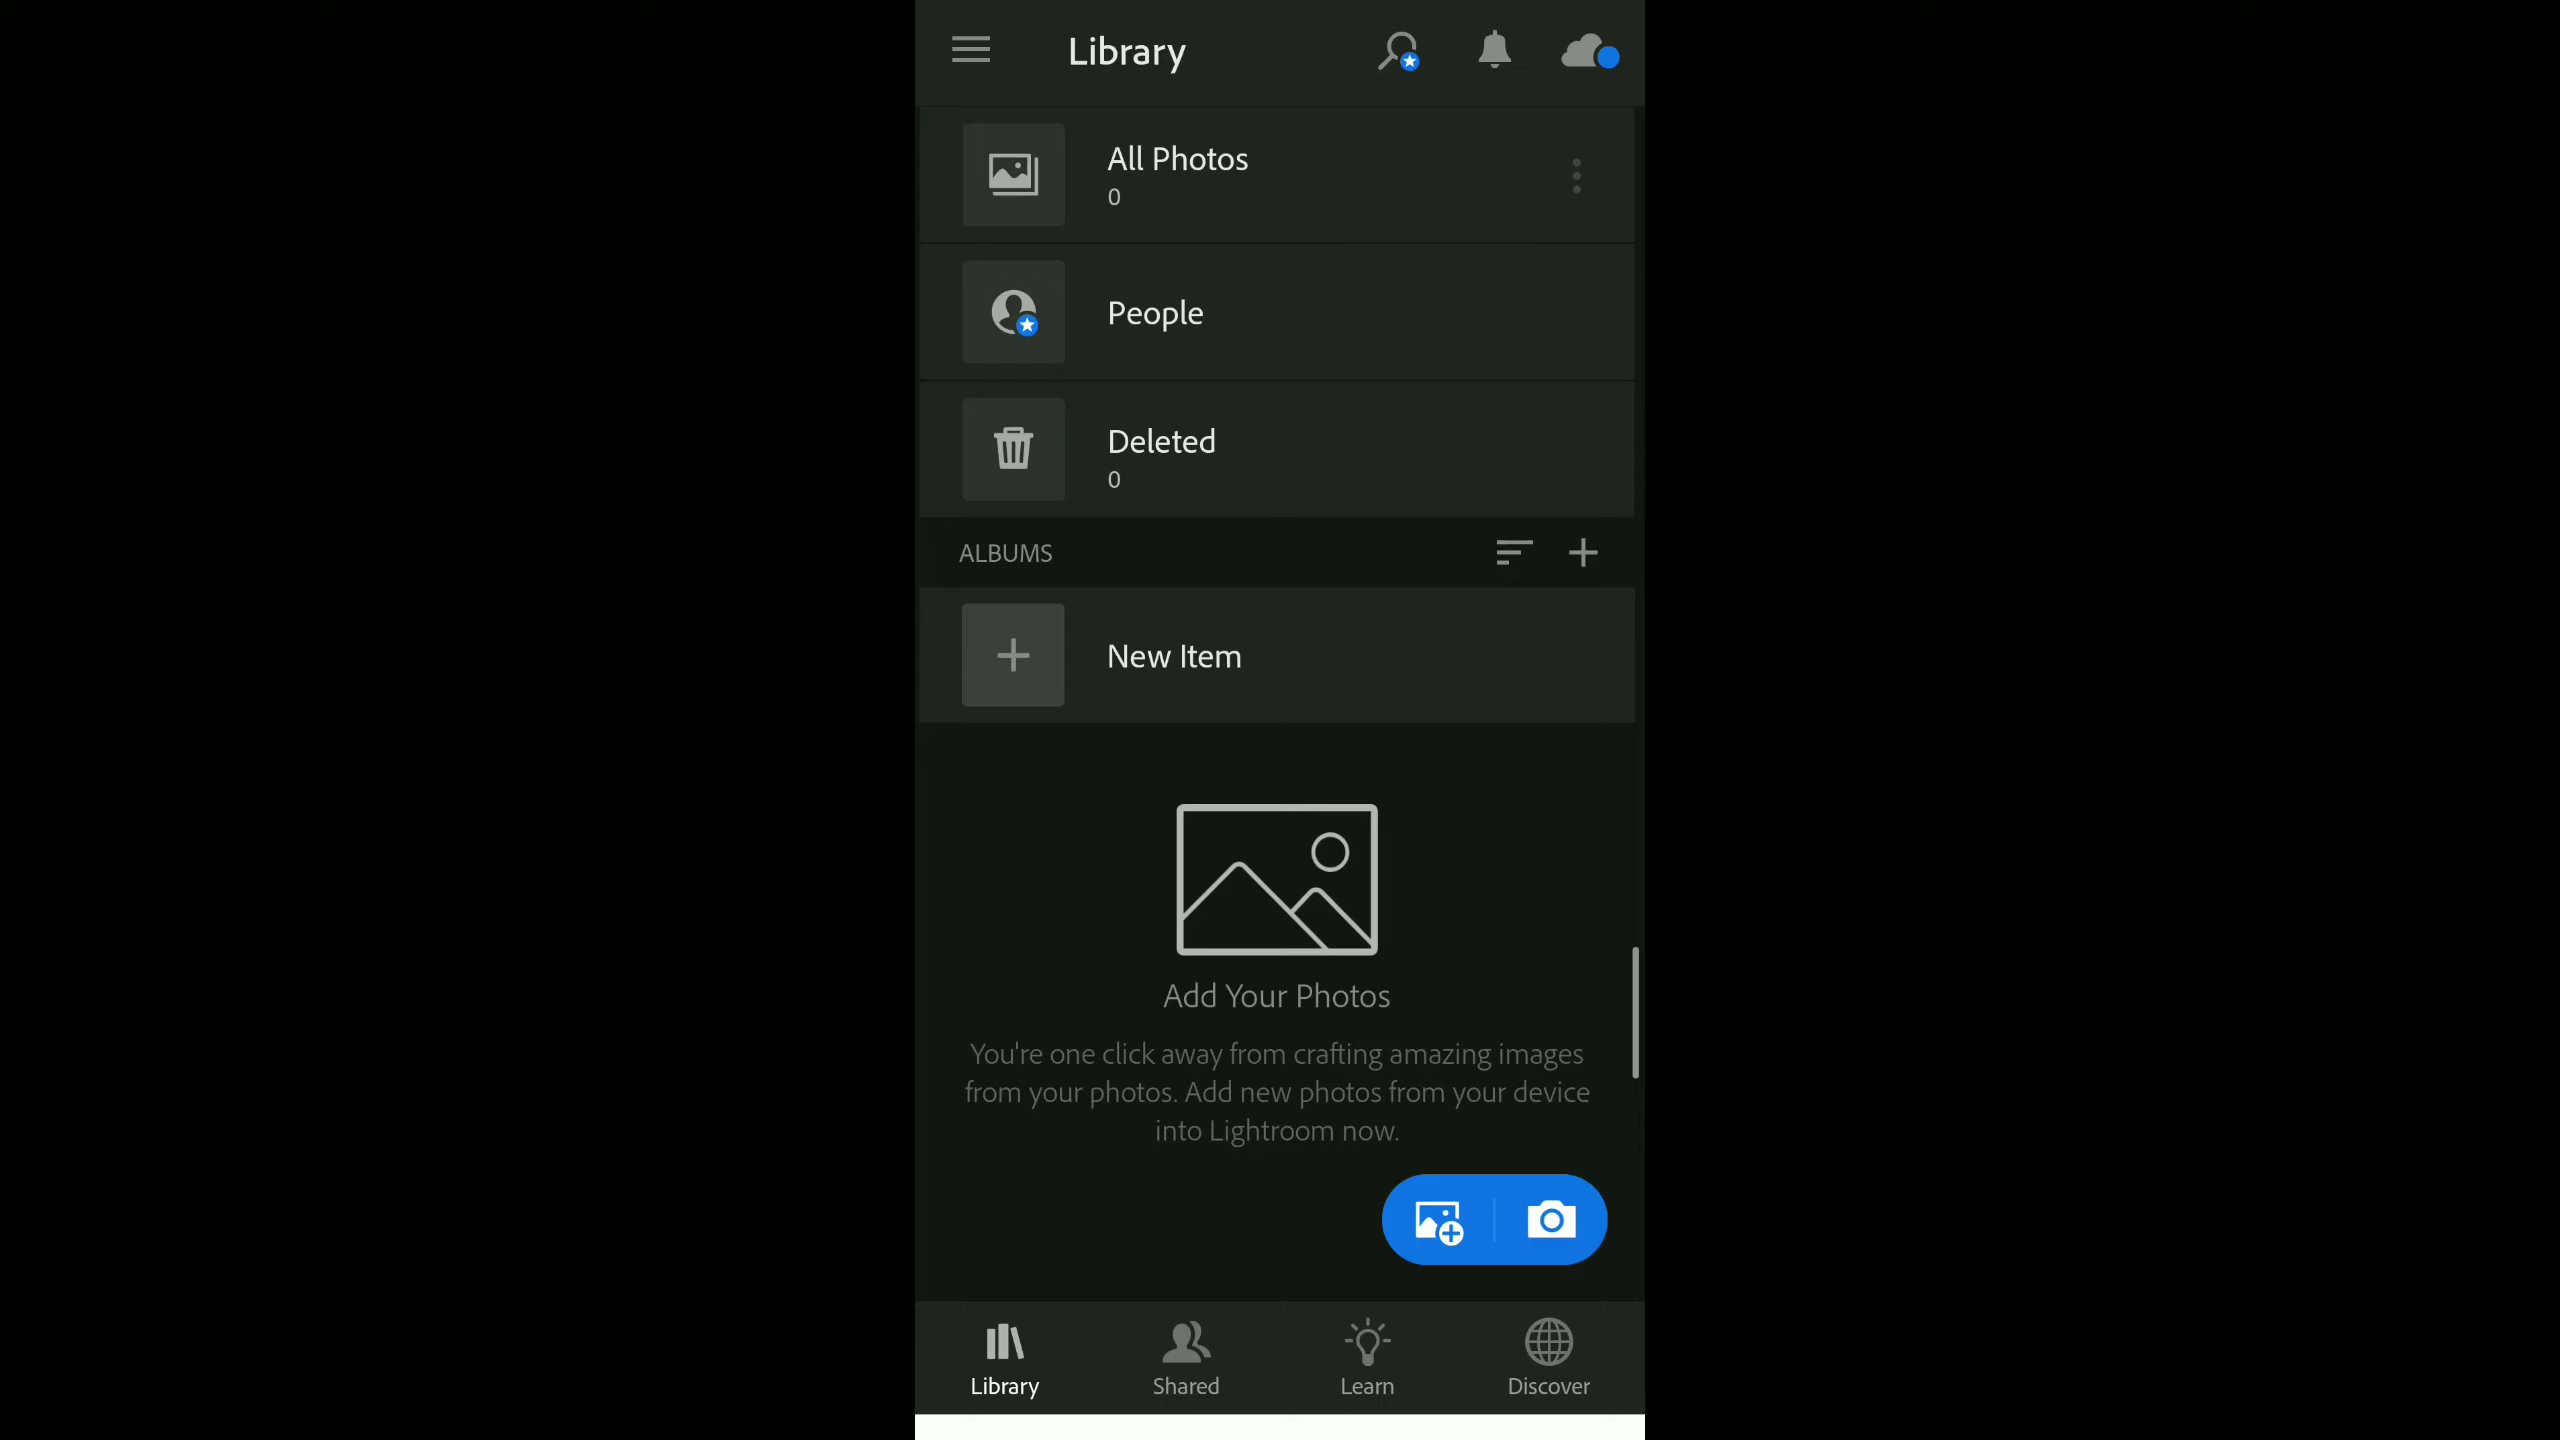 Library
All Photos
0
People
Deleted
0
ALBUMS
New Item
Add Your Photos
You're one click away from crafting amazing images
from your photos. Add new photos from your device
into Lightroom now.
Library
Shared
Learn
Discover